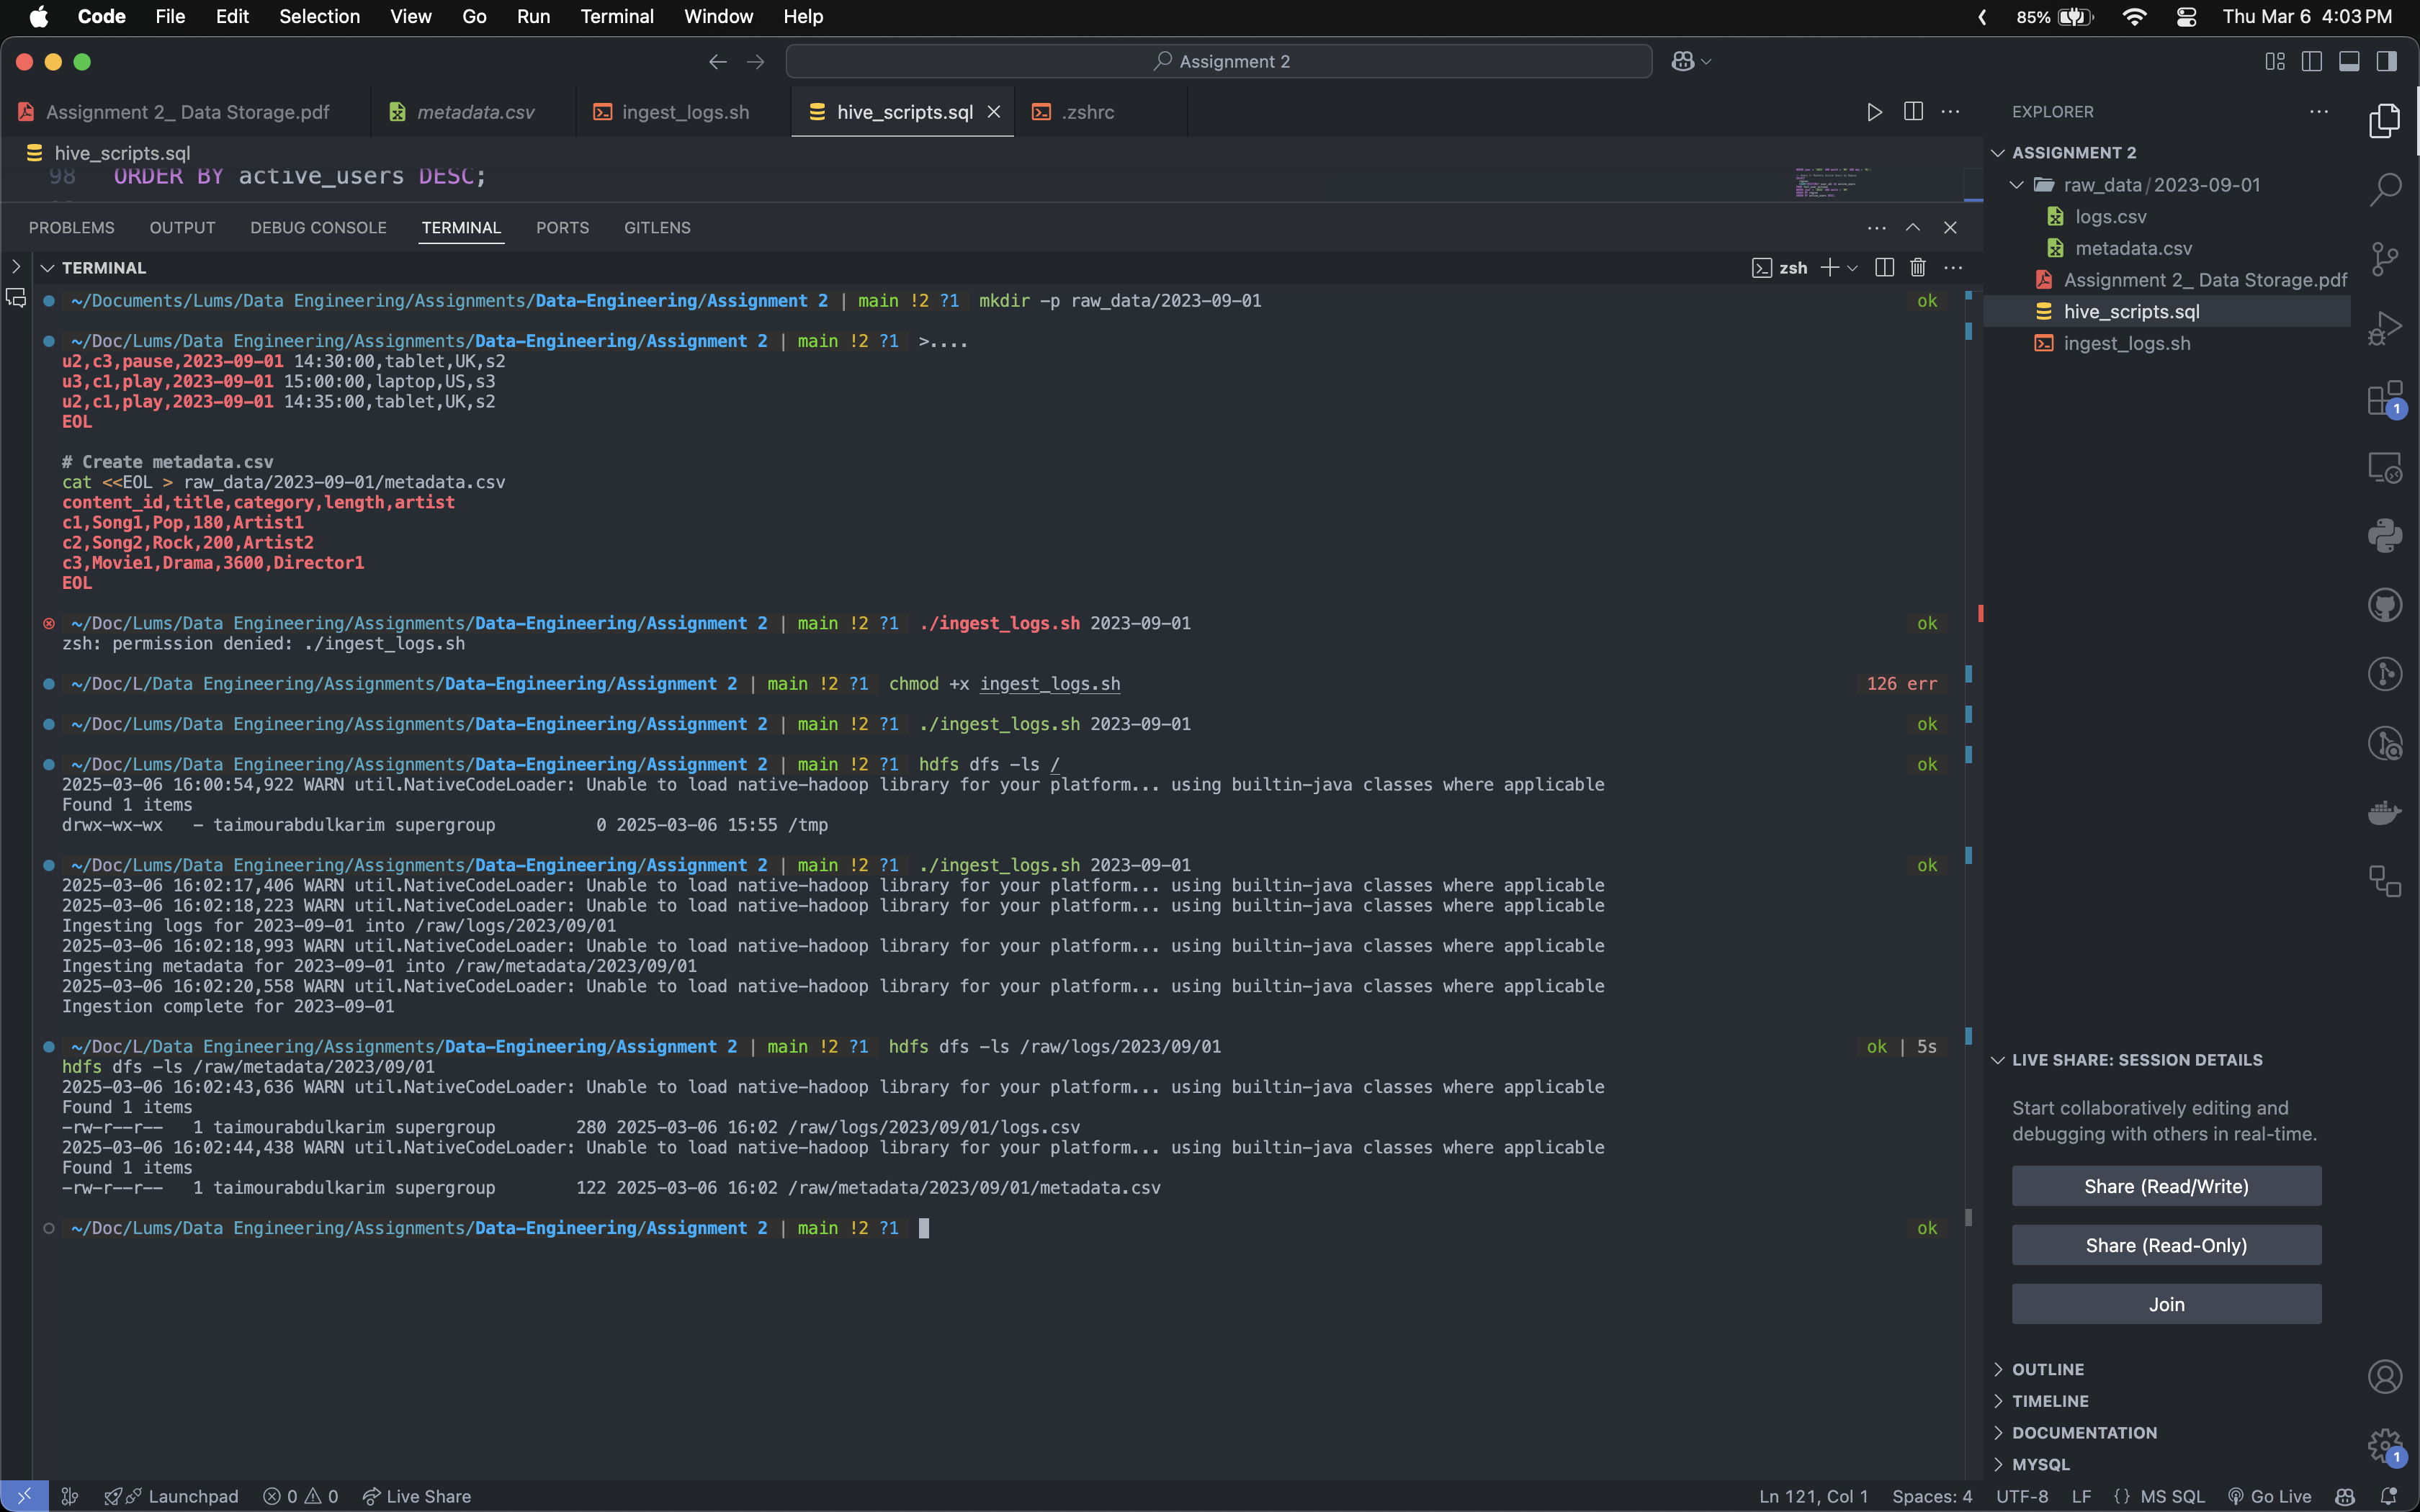 Code File Edit Selection View Go Run Terminal Window Help 85% Thu Mar 6 4:03 PM
Assignment 2
Assignment 2_ Data Storage.pdf metadata.csv ingest_logs.sh hive_scripts.sql .zshrc
hive_scripts.sql
98 ORDER BY active_users DESC;
PROBLEMS OUTPUT DEBUG CONSOLE TERMINAL PORTS GITLENS
TERMINAL zsh
~/Documents/Lums/Data Engineering/Assignments/Data-Engineering/Assignment 2 | main !2 ?1 mkdir -p raw_data/2023-09-01 ok
~/Doc/Lums/Data Engineering/Assignments/Data-Engineering/Assignment 2 | main !2 ?1 >....
u2,c3,pause,2023-09-01 14:30:00,tablet,UK,s2
u3,c1,play,2023-09-01 15:00:00,laptop,US,s3
u2,c1,play,2023-09-01 14:35:00,tablet,UK,s2
EOL
# Create metadata.csv
cat <<EOL > raw_data/2023-09-01/metadata.csv
content_id,title,category,length,artist
c1,Song1,Pop,180,Artist1
c2,Song2,Rock,200,Artist2
c3,Movie1,Drama,3600,Director1
EOL
~/Doc/Lums/Data Engineering/Assignments/Data-Engineering/Assignment 2 | main !2 ?1 ./ingest_logs.sh 2023-09-01 ok
zsh: permission denied: ./ingest_logs.sh
~/Doc/L/Data Engineering/Assignments/Data-Engineering/Assignment 2 | main !2 ?1 chmod +x ingest_logs.sh 126 err
~/Doc/Lums/Data Engineering/Assignments/Data-Engineering/Assignment 2 | main !2 ?1 ./ingest_logs.sh 2023-09-01 ok
~/Doc/Lums/Data Engineering/Assignments/Data-Engineering/Assignment 2 | main !2 ?1 hdfs dfs -ls / ok
2025-03-06 16:00:54,922 WARN util.NativeCodeLoader: Unable to load native-hadoop library for your platform... using builtin-java classes where applicable
Found 1 items
drwx-wx-wx - taimourabdulkarim supergroup 0 2025-03-06 15:55 /tmp
~/Doc/Lums/Data Engineering/Assignments/Data-Engineering/Assignment 2 | main !2 ?1 ./ingest_logs.sh 2023-09-01 ok
2025-03-06 16:02:17,406 WARN util.NativeCodeLoader: Unable to load native-hadoop library for your platform... using builtin-java classes where applicable
2025-03-06 16:02:18,223 WARN util.NativeCodeLoader: Unable to load native-hadoop library for your platform... using builtin-java classes where applicable
Ingesting logs for 2023-09-01 into /raw/logs/2023/09/01
2025-03-06 16:02:18,993 WARN util.NativeCodeLoader: Unable to load native-hadoop library for your platform... using builtin-java classes where applicable
Ingesting metadata for 2023-09-01 into /raw/metadata/2023/09/01
2025-03-06 16:02:20,558 WARN util.NativeCodeLoader: Unable to load native-hadoop library for your platform... using builtin-java classes where applicable
Ingestion complete for 2023-09-01
~/Doc/L/Data Engineering/Assignments/Data-Engineering/Assignment 2 | main !2 ?1 hdfs dfs -ls /raw/logs/2023/09/01 ok | 5s
hdfs dfs -ls /raw/metadata/2023/09/01
2025-03-06 16:02:43,636 WARN util.NativeCodeLoader: Unable to load native-hadoop library for your platform... using builtin-java classes where applicable
Found 1 items
-rw-r--r-- 1 taimourabdulkarim supergroup 280 2025-03-06 16:02 /raw/logs/2023/09/01/logs.csv
2025-03-06 16:02:44,438 WARN util.NativeCodeLoader: Unable to load native-hadoop library for your platform... using builtin-java classes where applicable
Found 1 items
-rw-r--r-- 1 taimourabdulkarim supergroup 122 2025-03-06 16:02 /raw/metadata/2023/09/01/metadata.csv
~/Doc/Lums/Data Engineering/Assignments/Data-Engineering/Assignment 2 | main !2 ?1 ok
EXPLORER
ASSIGNMENT 2
raw_data/2023-09-01
logs.csv
metadata.csv
Assignment 2_ Data Storage.pdf
hive_scripts.sql
ingest_logs.sh
1
LIVE SHARE: SESSION DETAILS
Start collaboratively editing and
debugging with others in real-time.
Share (Read/Write)
Share (Read-Only)
Join
OUTLINE
TIMELINE
DOCUMENTATION
MYSQL
1
Launchpad 0 0 Live Share Ln 121, Col 1 Spaces: 4 UTF-8 LF {} MS SQL Go Live